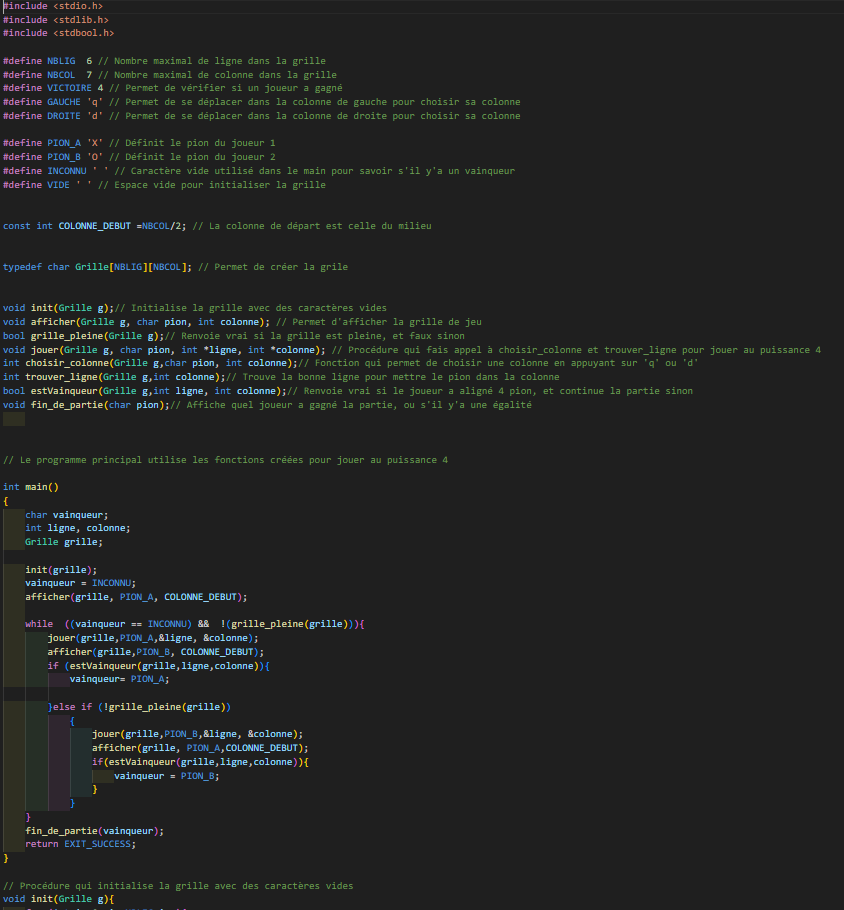 #include <stdio.h>
#include <stdlib.h>
#include <stdbool.h>
#define NBLIG  6 // Nombre maximal de ligne dans la grille
#define NBCOL  7 // Nombre maximal de colonne dans la grille
#define VICTOIRE 4 // Permet de vérifier si un joueur a gagné
#define GAUCHE 'q' // Permet de se déplacer dans la colonne de gauche pour choisir sa colonne
#define DROITE 'd' // Permet de se déplacer dans la colonne de droite pour choisir sa colonne
#define PION_A 'X' // Définit le pion du joueur 1
#define PION_B 'O' // Définit le pion du joueur 2
#define INCONNU ' ' // Caractère vide utilisé dans le main pour savoir s'il y'a un vainqueur
#define VIDE ' ' // Espace vide pour initialiser la grille
const int COLONNE_DEBUT =NBCOL/2; // La colonne de départ est celle du milieu
typedef char Grille[NBLIG][NBCOL]; // Permet de créer la grile
void init(Grille g);// Initialise la grille avec des caractères vides
void afficher(Grille g, char pion, int colonne); // Permet d'afficher la grille de jeu
bool grille_pleine(Grille g);// Renvoie vrai si la grille est pleine, et faux sinon
void jouer(Grille g, char pion, int *ligne, int *colonne); // Procédure qui fais appel à choisir_colonne et trouver_ligne pour jouer au puissance 4
int choisir_colonne(Grille g,char pion, int colonne);// Fonction qui permet de choisir une colonne en appuyant sur 'q' ou 'd'
int trouver_ligne(Grille g,int colonne);// Trouve la bonne ligne pour mettre le pion dans la colonne
bool estVainqueur(Grille g,int ligne, int colonne);// Renvoie vrai si le joueur a aligné 4 pion, et continue la partie sinon
void fin_de_partie(char pion);// Affiche quel joueur a gagné la partie, ou s'il y'a une égalité
// Le programme principal utilise les fonctions créées pour jouer au puissance 4
int main()
{
    char vainqueur;
    int ligne, colonne;
    Grille grille;
    init(grille);
    vainqueur = INCONNU;
    afficher(grille, PION_A, COLONNE_DEBUT);
    while  ((vainqueur == INCONNU) &&  !(grille_pleine(grille))){
        jouer(grille,PION_A,&ligne, &colonne);
        afficher(grille,PION_B, COLONNE_DEBUT);
        if (estVainqueur(grille,ligne,colonne)){
            vainqueur= PION_A;
        }else if (!grille_pleine(grille))
            {
                jouer(grille,PION_B,&ligne, &colonne);
                afficher(grille, PION_A,COLONNE_DEBUT);
                if(estVainqueur(grille,ligne,colonne)){
                    vainqueur = PION_B;
                }
            }
    }
    fin_de_partie(vainqueur);
    return EXIT_SUCCESS;
}
// Procédure qui initialise la grille avec des caractères vides
void init(Grille g){